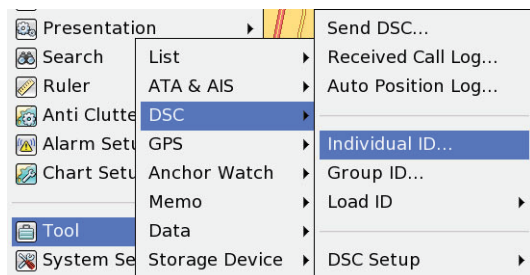 Presentation
Search
Ruler
Anti Clutte
Alarm Setu
Chart Setu
Tool
System Se
List
ATA & AIS
DSC
GPS
Anchor Watch
Memo
Data
Storage Device
Send DSC...
Received Call Log...
Auto Position Log...
Individual ID...
Group ID...
Load ID
DSC Setup